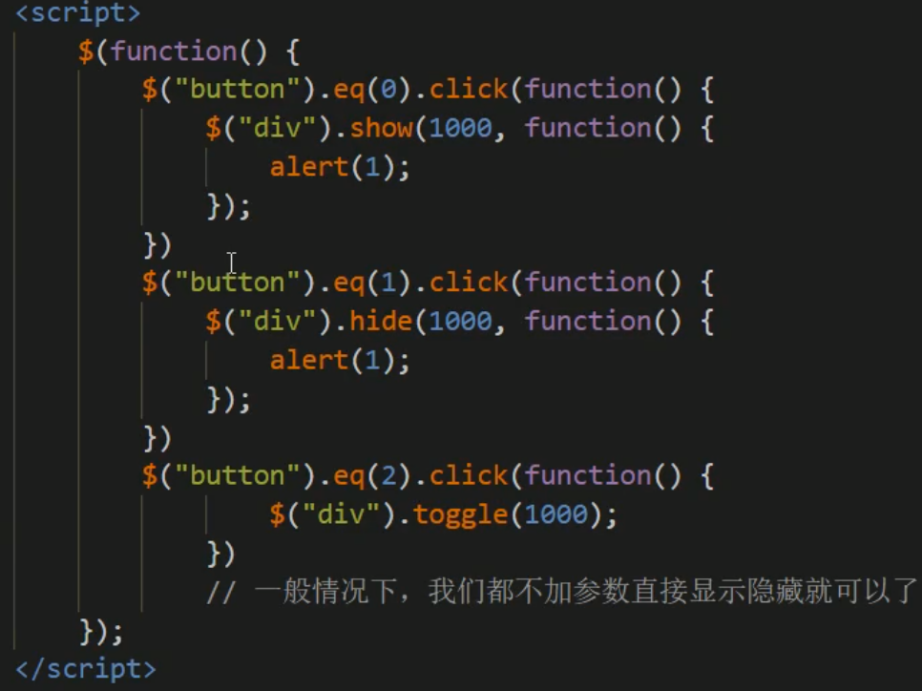 <script>
$(function() {
$("button").eq(0).click(function() {
$("div").show(1000, function() {
alert(1);
});
})
$("button").eq(1).click(function() {
$("div").hide(1000, function() {
alert(1);
});
})
$("button").eq(2).click(function() {
$("div").toggle(1000);
})
// 一般情况下，我们都不加参数直接显示隐藏就可以了
});
</script>